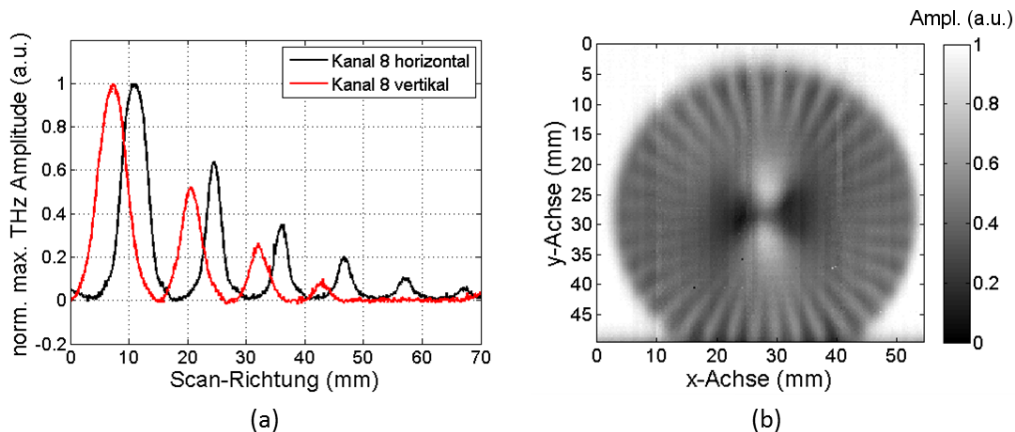 Ampl. (a.u.)
norm. max. THz Amplitude (a.u.)
1
0.8
0.6
0.4
0.2
0
-0.2
Kanal 8 horizontal
Kanal 8 vertikal
0 10 20 30 40 50 60 70
Scan-Richtung (mm)
(a)
y-Achse (mm)
0
5
10
15
20
25
30
35
40
45
0 10 20 30 40 50
x-Achse (mm)
(b)
1
0.8
0.6
0.4
0.2
0